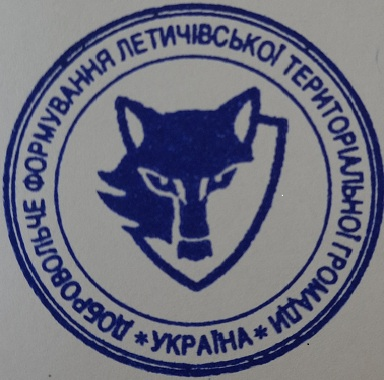 ДОБРОВОЛЬЧЕ ФОРМУВАННЯ ЛЕТИЧІВСЬКОЇ ТЕРИТОРІАЛЬНОЇ ГРОМАДИ
* УКРАЇНА *